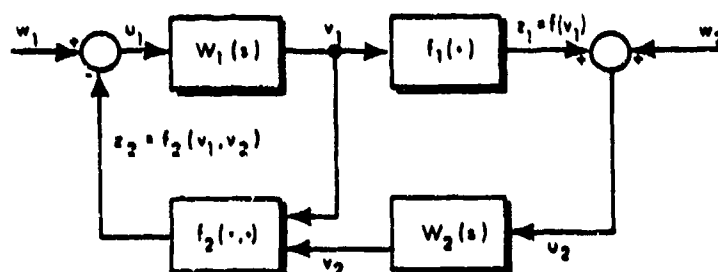 w₁ + u₁ W₁(s) v₁ f₁(·) z₁ = f(v₁) + + w₂
-
z₂ = f₂(v₁, v₂)
f₂(·,·) v₂ W₂(s) u₂